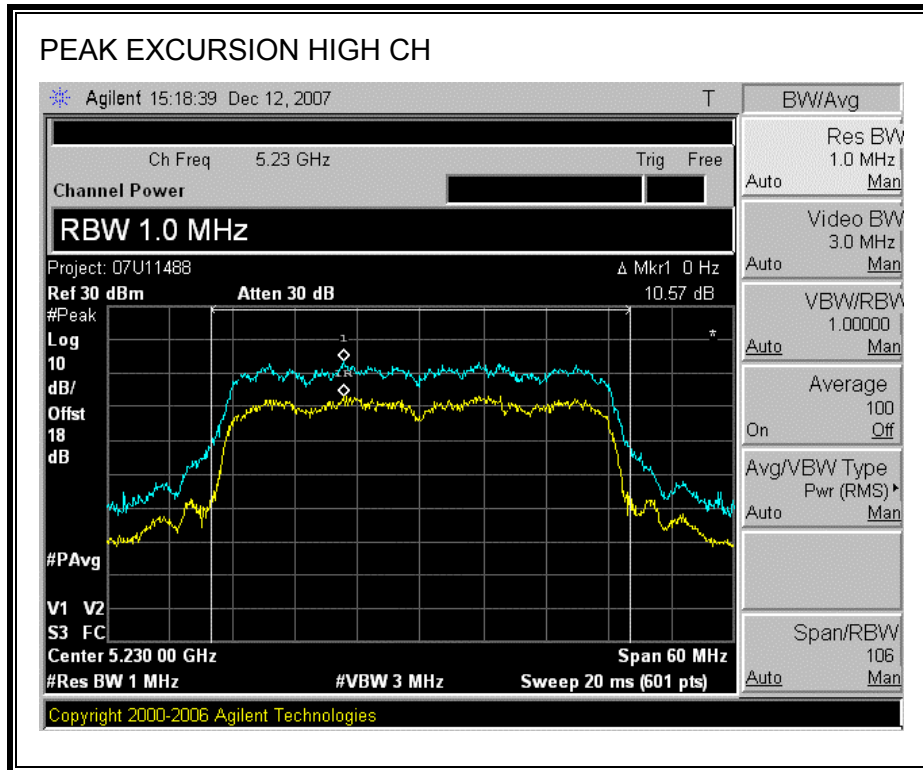 PEAK EXCURSION HIGH CH
Agilent 15:18:39 Dec 12, 2007 T
Ch Freq 5.23 GHz Trig Free
Channel Power
RBW 1.0 MHz
Project: 07U11488 Δ Mkr1 0 Hz
Ref 30 dBm Atten 30 dB 10.57 dB
#Peak
Log
10
dB/
Offst
18
dB
1
1R
*
#PAvg
V1 V2
S3 FC
Center 5.230 00 GHz Span 60 MHz
#Res BW 1 MHz #VBW 3 MHz Sweep 20 ms (601 pts)
Copyright 2000-2006 Agilent Technologies
BW/Avg
Res BW
1.0 MHz
Auto Man
Video BW
3.0 MHz
Auto Man
VBW/RBW
1.00000
Auto Man
Average
100
On Off
Avg/VBW Type
Pwr (RMS)
Auto Man
Span/RBW
106
Auto Man